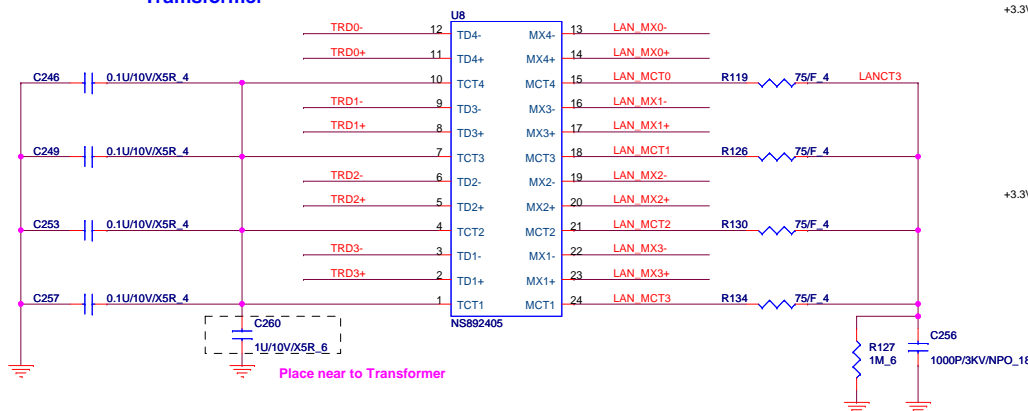 Transformer
+3.3V
U8
TRD0- 12 TD4- MX4- 13 LAN_MX0-
TRD0+ 11 TD4+ MX4+ 14 LAN_MX0+
C246 0.1U/10V/X5R_4 10 TCT4 MCT4 15 LAN_MCT0 R119 75/F_4 LANCT3
TRD1- 9 TD3- MX3- 16 LAN_MX1-
TRD1+ 8 TD3+ MX3+ 17 LAN_MX1+
C249 0.1U/10V/X5R_4 7 TCT3 MCT3 18 LAN_MCT1 R126 75/F_4
TRD2- 6 TD2- MX2- 19 LAN_MX2-
+3.3V
TRD2+ 5 TD2+ MX2+ 20 LAN_MX2+
C253 0.1U/10V/X5R_4 4 TCT2 MCT2 21 LAN_MCT2 R130 75/F_4
TRD3- 3 TD1- MX1- 22 LAN_MX3-
TRD3+ 2 TD1+ MX1+ 23 LAN_MX3+
C257 0.1U/10V/X5R_4 1 TCT1 MCT1 24 LAN_MCT3 R134 75/F_4
C260 NS892405
1U/10V/X5R_6
C256
R127
1M_6 1000P/3KV/NPO_18
Place near to Transformer